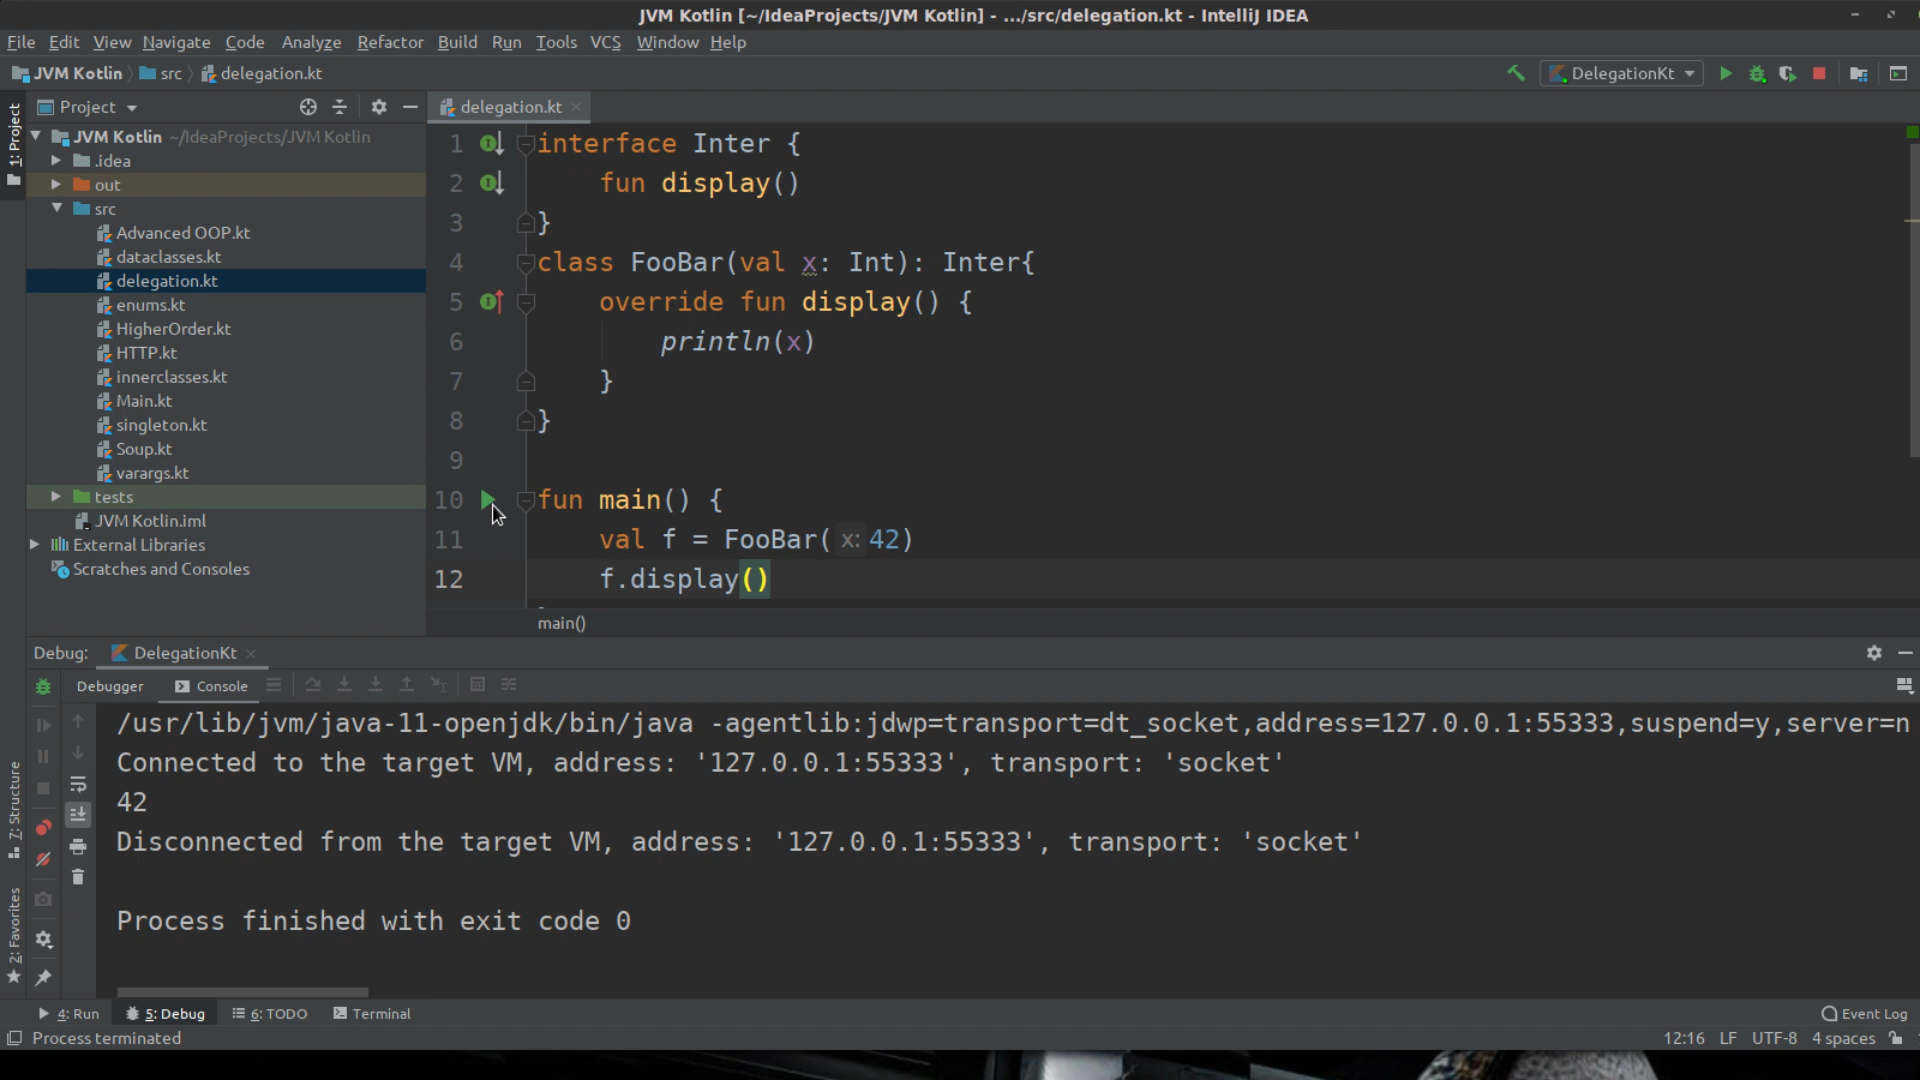 JVM Kotlin [~/IdeaProjects/JVM Kotlin] - .../src/delegation.kt - IntelliJ IDEA
File Edit View Navigate Code Analyze Refactor Build Run Tools VCS Window Help
JVM Kotlin src delegation.kt DelegationKt
Project delegation.kt
1: Project
JVM Kotlin ~/IdeaProjects/JVM Kotlin
.idea
out
src
Advanced OOP.kt
dataclasses.kt
delegation.kt
enums.kt
HigherOrder.kt
HTTP.kt
innerclasses.kt
Main.kt
singleton.kt
Soup.kt
varargs.kt
tests
JVM Kotlin.iml
External Libraries
Scratches and Consoles
1 interface Inter {
2 fun display()
3 }
4 class FooBar(val x: Int): Inter{
5 override fun display() {
6 println(x)
7 }
8 }
9
10 fun main() {
11 val f = FooBar( x: 42)
12 f.display()
main()
Debug: DelegationKt
Debugger Console
/usr/lib/jvm/java-11-openjdk/bin/java -agentlib:jdwp=transport=dt_socket,address=127.0.0.1:55333,suspend=y,server=n
Connected to the target VM, address: '127.0.0.1:55333', transport: 'socket'
42
Disconnected from the target VM, address: '127.0.0.1:55333', transport: 'socket'
Process finished with exit code 0
7: Structure
2: Favorites
4: Run 5: Debug 6: TODO Terminal Event Log
Process terminated 12:16 LF UTF-8 4 spaces